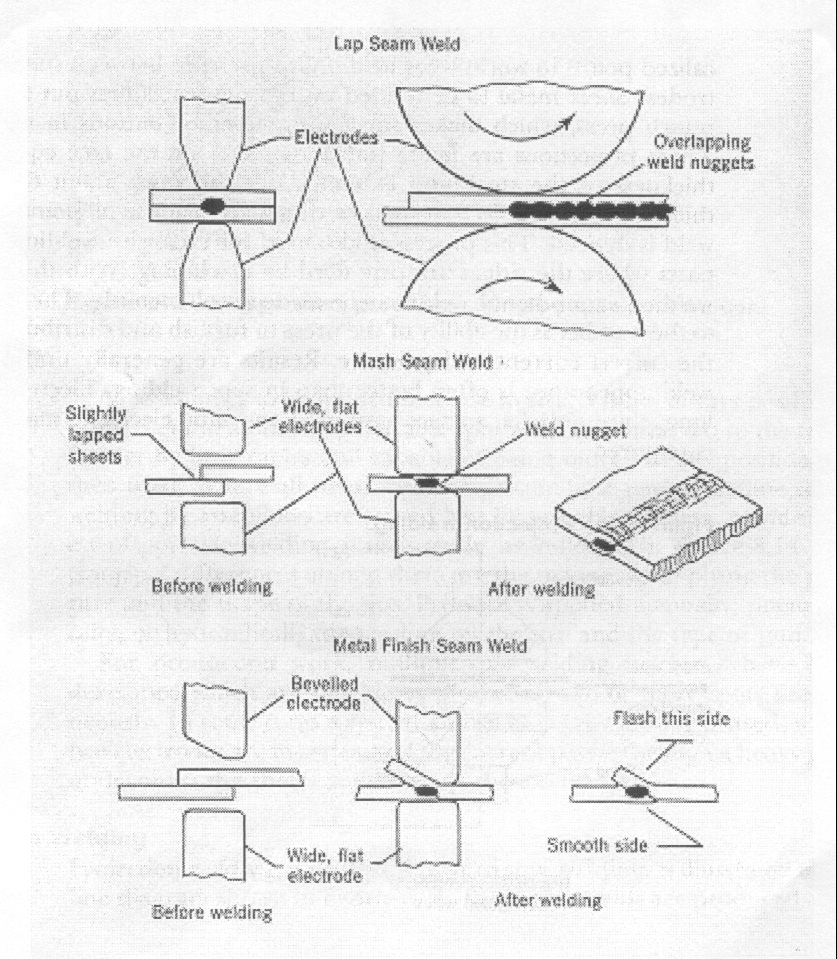 Lap Seam Weld
Electrodes
Overlapping
weld nuggets
Mash Seam Weld
Slightly
lapped
sheets
Wide, flat
electrodes
Weld nugget
Before welding
After welding
Metal Finish Seam Weld
Bevelled
electrode
Flash this side
Smooth side
Wide, flat
electrode
Before welding
After welding